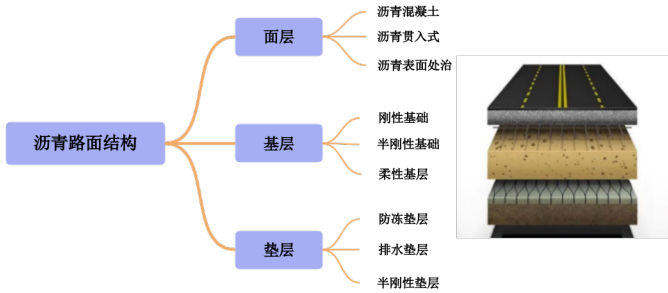 沥青路面结构
面层
沥青混凝土
沥青贯入式
沥青表面处治
基层
刚性基础
半刚性基础
柔性基层
垫层
防冻垫层
排水垫层
半刚性垫层